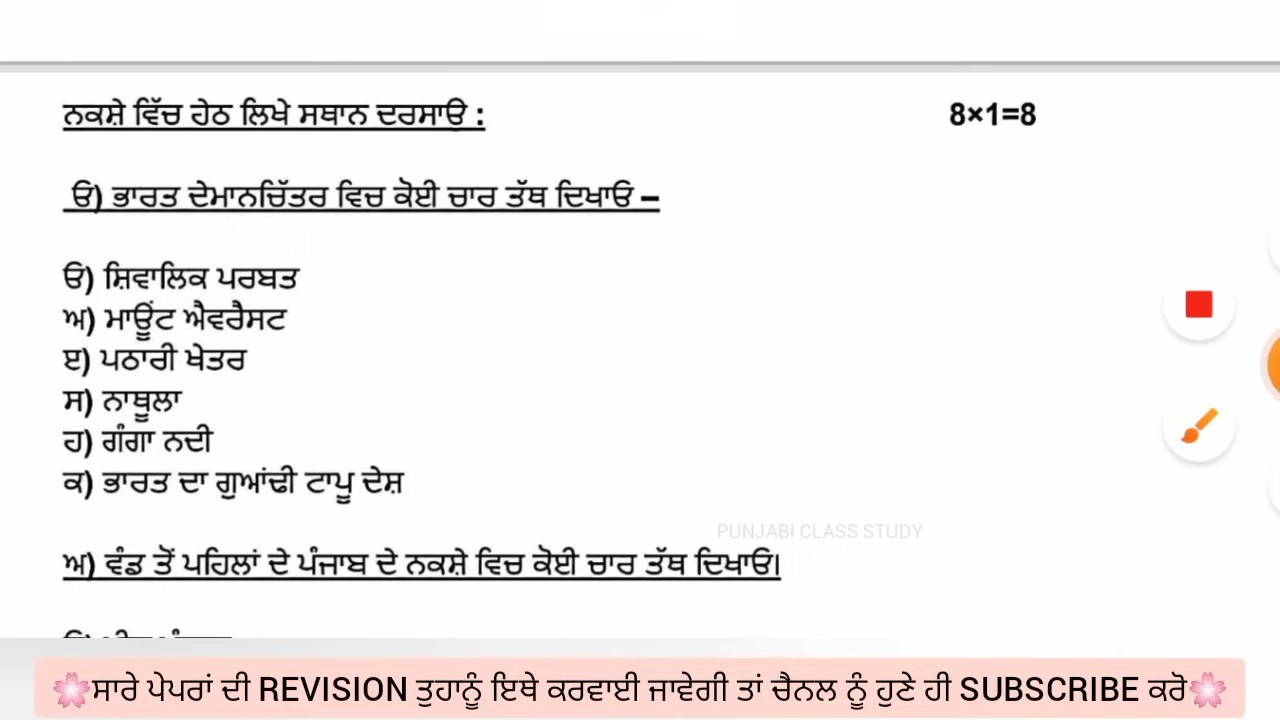 ਨਕਸ਼ੇ ਵਿੱਚ ਹੇਠ ਲਿਖੇ ਸਥਾਨ ਦਰਸਾਉ : 8×1=8
ੳ) ਭਾਰਤ ਦੇਮਾਨਚਿੱਤਰ ਵਿਚ ਕੋਈ ਚਾਰ ਤੱਥ ਦਿਖਾਓ –
ੳ) ਸ਼ਿਵਾਲਿਕ ਪਰਬਤ
ਅ) ਮਾਊਂਟ ਐਵਰੈਸਟ
ੲ) ਪਠਾਰੀ ਖੇਤਰ
ਸ) ਨਾਥੂਲਾ
ਹ) ਗੰਗਾ ਨਦੀ
ਕ) ਭਾਰਤ ਦਾ ਗੁਆਂਢੀ ਟਾਪੂ ਦੇਸ਼
PUNJABI CLASS STUDY
ਅ) ਵੰਡ ਤੋਂ ਪਹਿਲਾਂ ਦੇ ਪੰਜਾਬ ਦੇ ਨਕਸ਼ੇ ਵਿਚ ਕੋਈ ਚਾਰ ਤੱਥ ਦਿਖਾਓ।
🌸ਸਾਰੇ ਪੇਪਰਾਂ ਦੀ REVISION ਤੁਹਾਨੂੰ ਇਥੇ ਕਰਵਾਈ ਜਾਵੇਗੀ ਤਾਂ ਚੈਨਲ ਨੂੰ ਹੁਣੇ ਹੀ SUBSCRIBE ਕਰੋ🌸